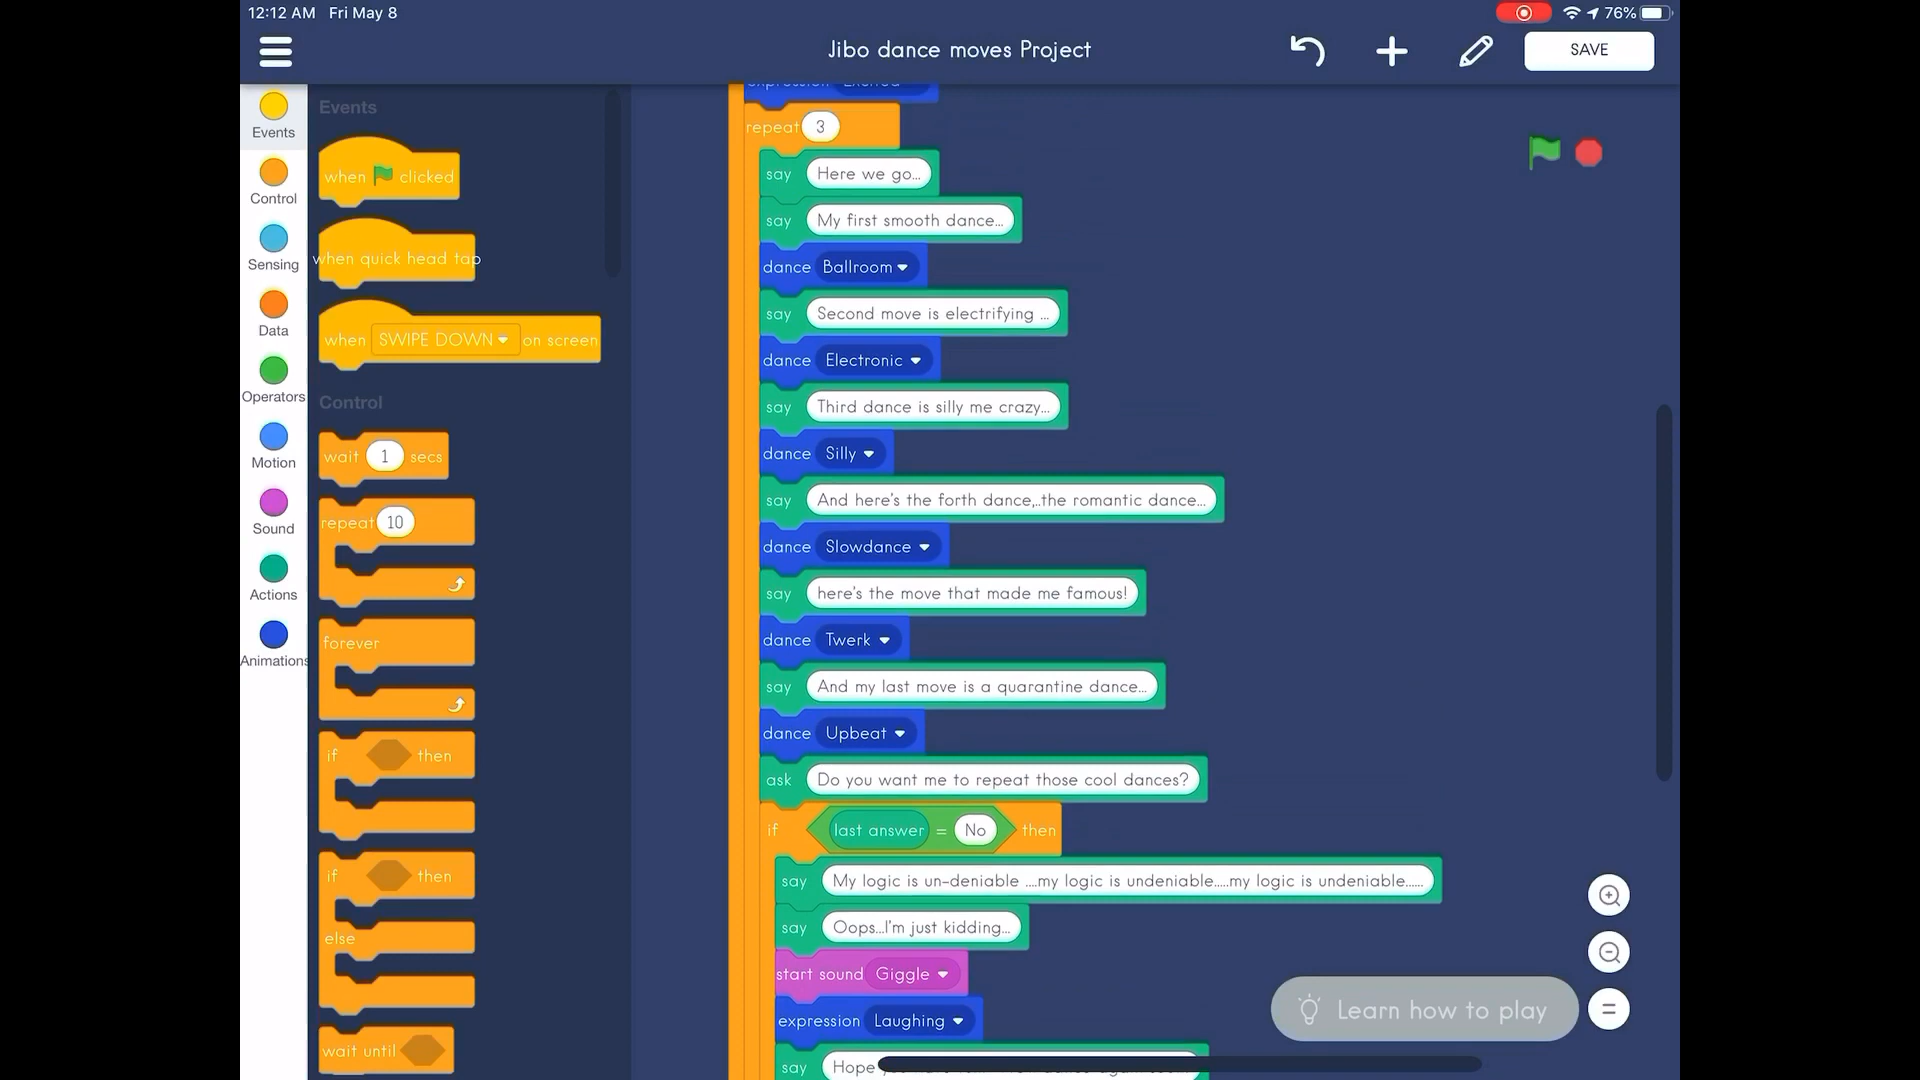 12:12 AM Fri May 8
76%
Jibo dance moves Project
SAVE
Events
Control
Sensing
Data
Operators
Motion
Sound
Actions
Animations
Events
when clicked
when quick head tap
when SWIPE DOWN on screen
Control
wait 1 secs
repeat 10
forever
if then
if then
else
wait until
expression Excited
repeat 3
say Here we go...
say My first smooth dance...
dance Ballroom
say Second move is electrifying ...
dance Electronic
say Third dance is silly me crazy...
dance Silly
say And here's the forth dance,..the romantic dance...
dance Slowdance
say here's the move that made me famous!
dance Twerk
say And my last move is a quarantine dance...
dance Upbeat
ask Do you want me to repeat those cool dances?
if last answer = No then
say My logic is un-deniable ....my logic is undeniable.....my logic is undeniable......
say Oops...I'm just kidding...
start sound Giggle
expression Laughing
say Hope
Learn how to play